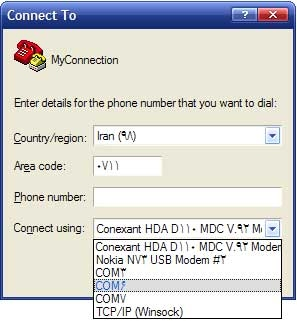 Connect To
MyConnection
Enter details for the phone number that you want to dial:
Country/region: Iran (۹۸)
Area code: ۰۷۱۱
Phone number:
Connect using: Conexant HDA D۱۱۰ MDC V.۹۲ Mo
Conexant HDA D۱۱۰ MDC V.۹۲ Modem
Nokia N۷۳ USB Modem #۲
COM۳
COM۶
COM۷
TCP/IP (Winsock)